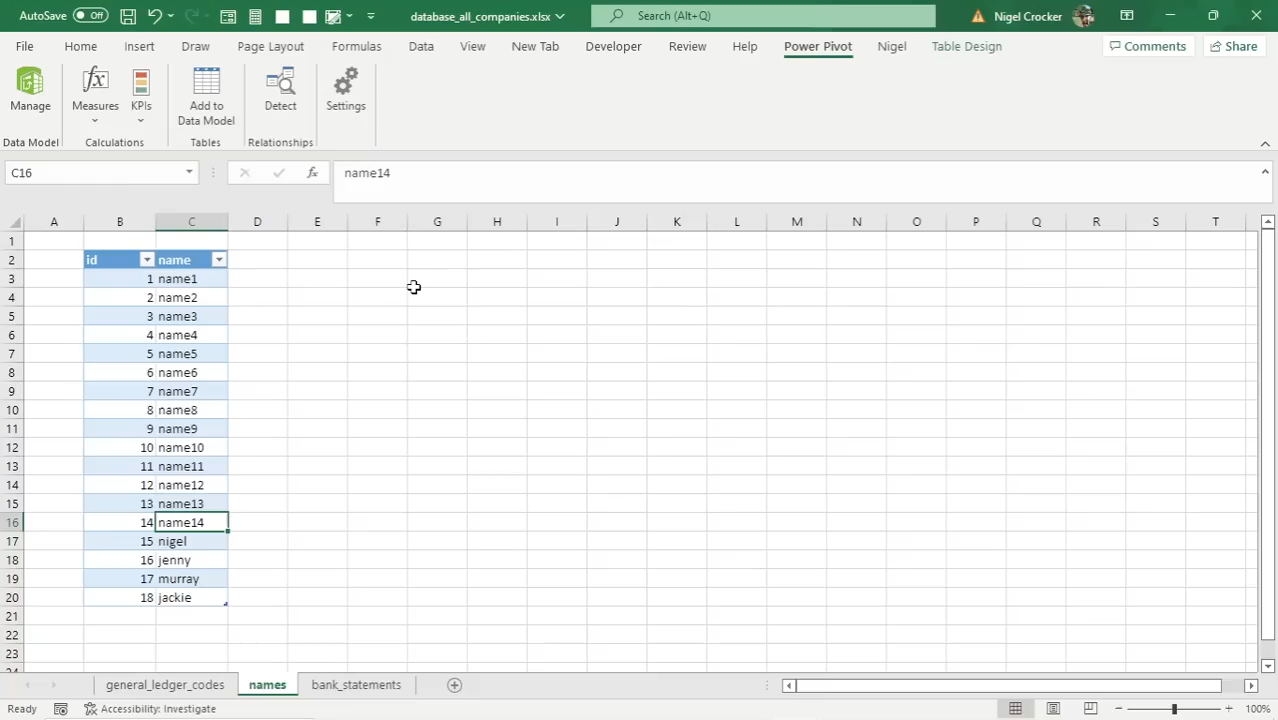 AutoSave Off database_all_companies.xlsx Search (Alt+Q) Nigel Crocker
File Home Insert Draw Page Layout Formulas Data View New Tab Developer Review Help Power Pivot Nigel Table Design Comments Share
Manage Measures KPIs Add to Data Model Detect Settings
Data Model Calculations Tables Relationships
C16 fx name14
A B C D E F G H I J K L M N O P Q R S T
1
2 id name
3 1 name1
4 2 name2
5 3 name3
6 4 name4
7 5 name5
8 6 name6
9 7 name7
10 8 name8
11 9 name9
12 10 name10
13 11 name11
14 12 name12
15 13 name13
16 14 name14
17 15 nigel
18 16 jenny
19 17 murray
20 18 jackie
21
22
23
24
general_ledger_codes names bank_statements
Ready Accessibility: Investigate 100%